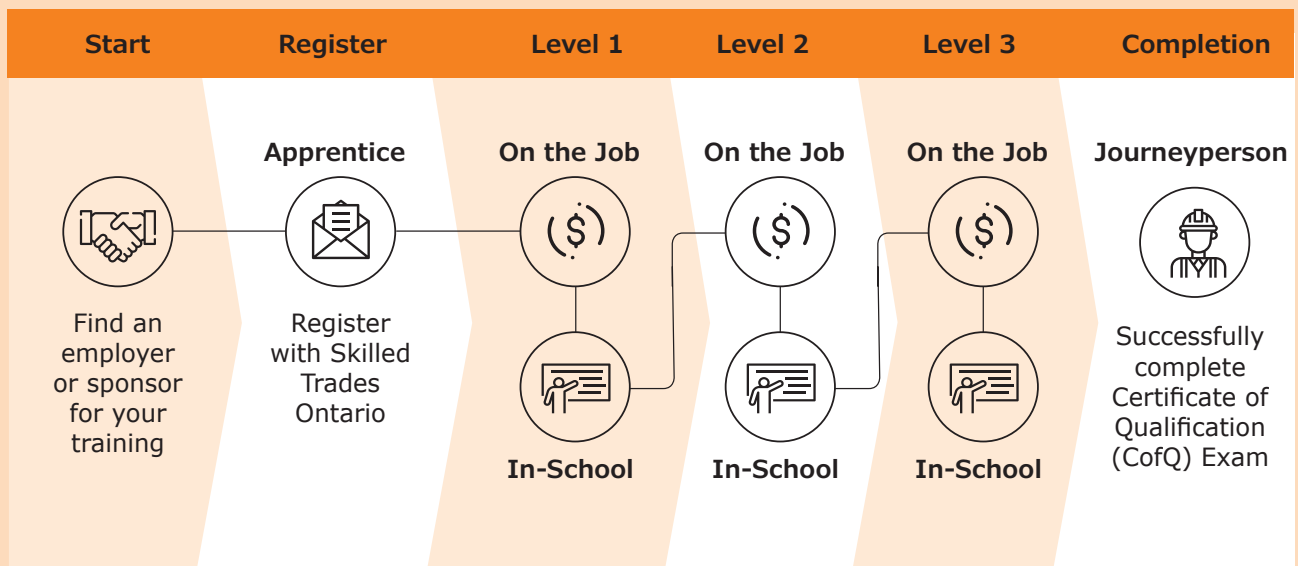 Start
Register
Level 1
Level 2
Level 3
Completion
Find an
employer
or sponsor
for your
training
Apprentice
Register
with Skilled
Trades
Ontario
On the Job
$
In-School
On the Job
$
In-School
On the Job
$
In-School
Journeyperson
Successfully
complete
Certificate of
Qualification
(CofQ) Exam